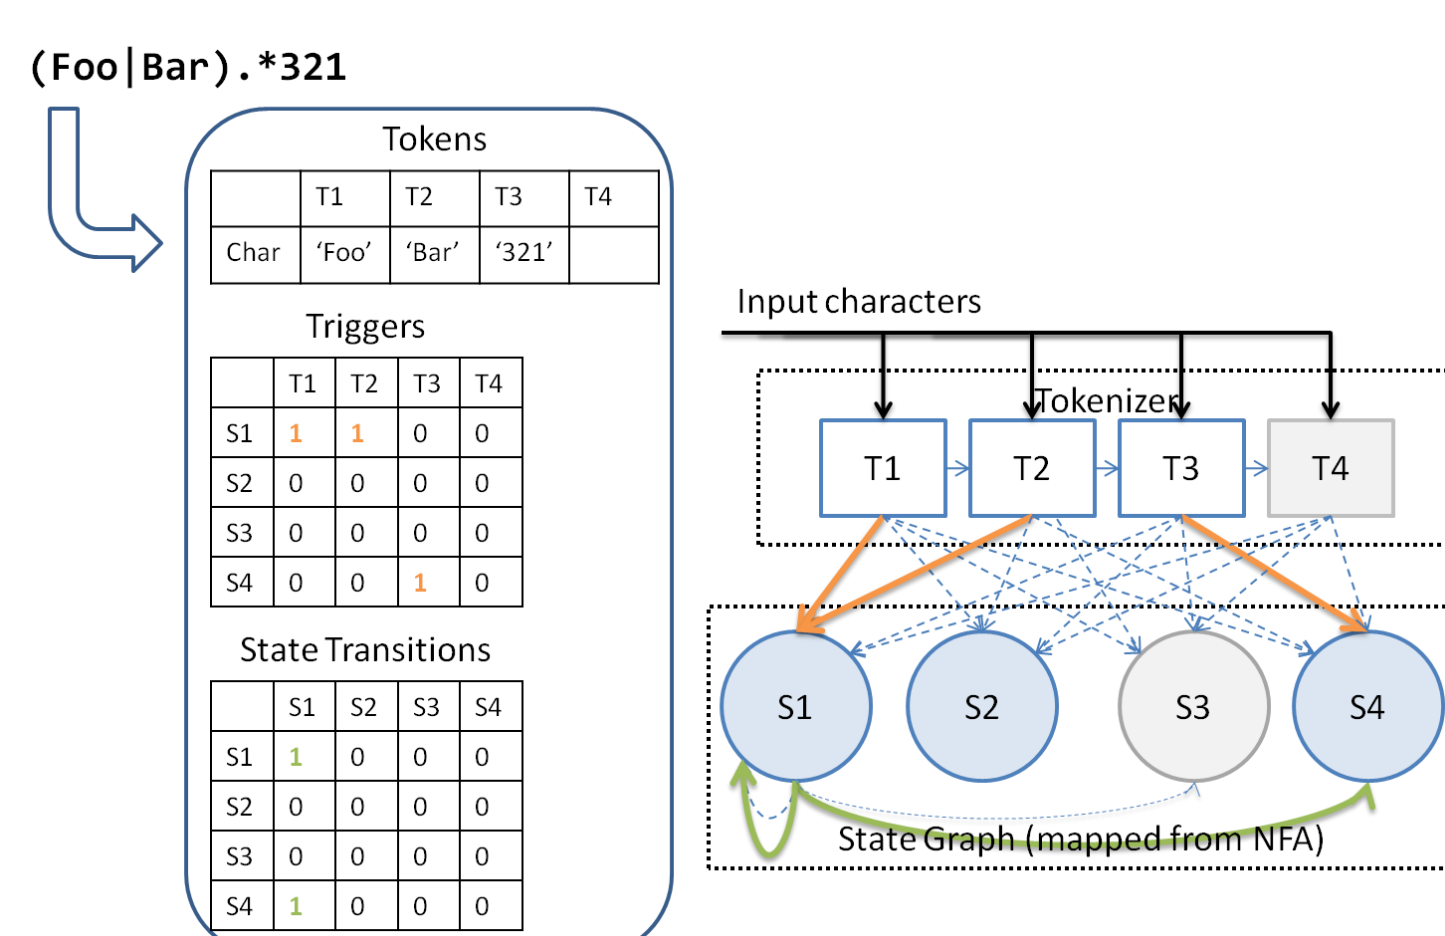 (Foo|Bar).*321
Tokens
T1 T2 T3 T4
Char ‘Foo’ ‘Bar’ ‘321’
Triggers
T1 T2 T3 T4
S1 1 1 0 0
S2 0 0 0 0
S3 0 0 0 0
S4 0 0 1 0
State Transitions
S1 S2 S3 S4
S1 1 0 0 0
S2 0 0 0 0
S3 0 0 0 0
S4 1 0 0 0
Input characters
Tokenizer
T1 T2 T3 T4
S1 S2 S3 S4
State Graph (mapped from NFA)